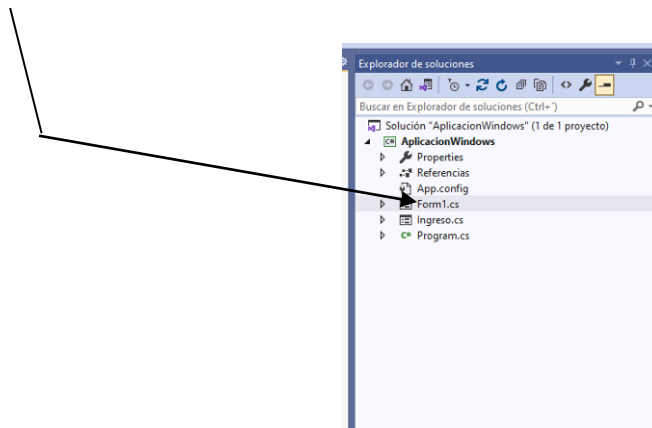 Explorador de soluciones
Buscar en Explorador de soluciones (Ctrl+`)
Solución "AplicacionWindows" (1 de 1 proyecto)
C# AplicacionWindows
Properties
Referencias
App.config
Form1.cs
Ingreso.cs
C# Program.cs